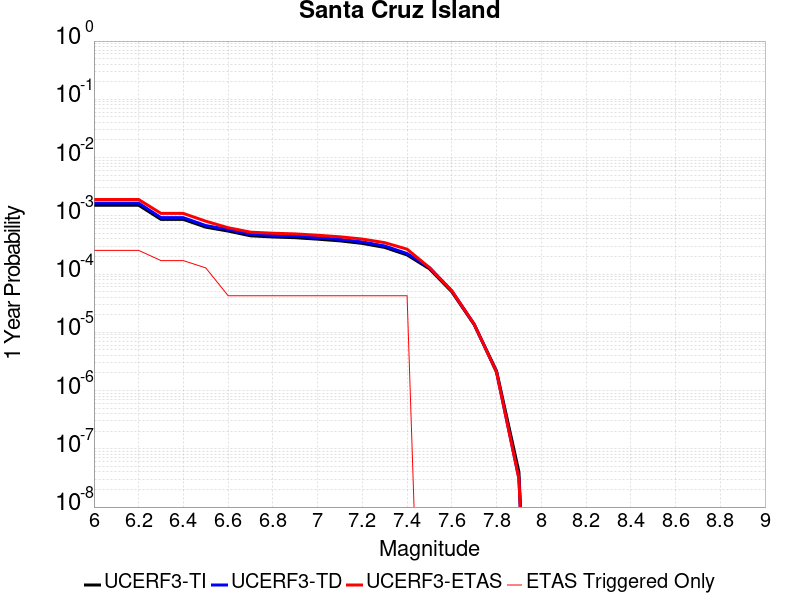 Santa Cruz Island
10^0
10^-1
10^-2
10^-3
10^-4
10^-5
10^-6
10^-7
10^-8
1 Year Probability
6 6.2 6.4 6.6 6.8 7 7.2 7.4 7.6 7.8 8 8.2 8.4 8.6 8.8 9
Magnitude
UCERF3-TI UCERF3-TD UCERF3-ETAS ETAS Triggered Only